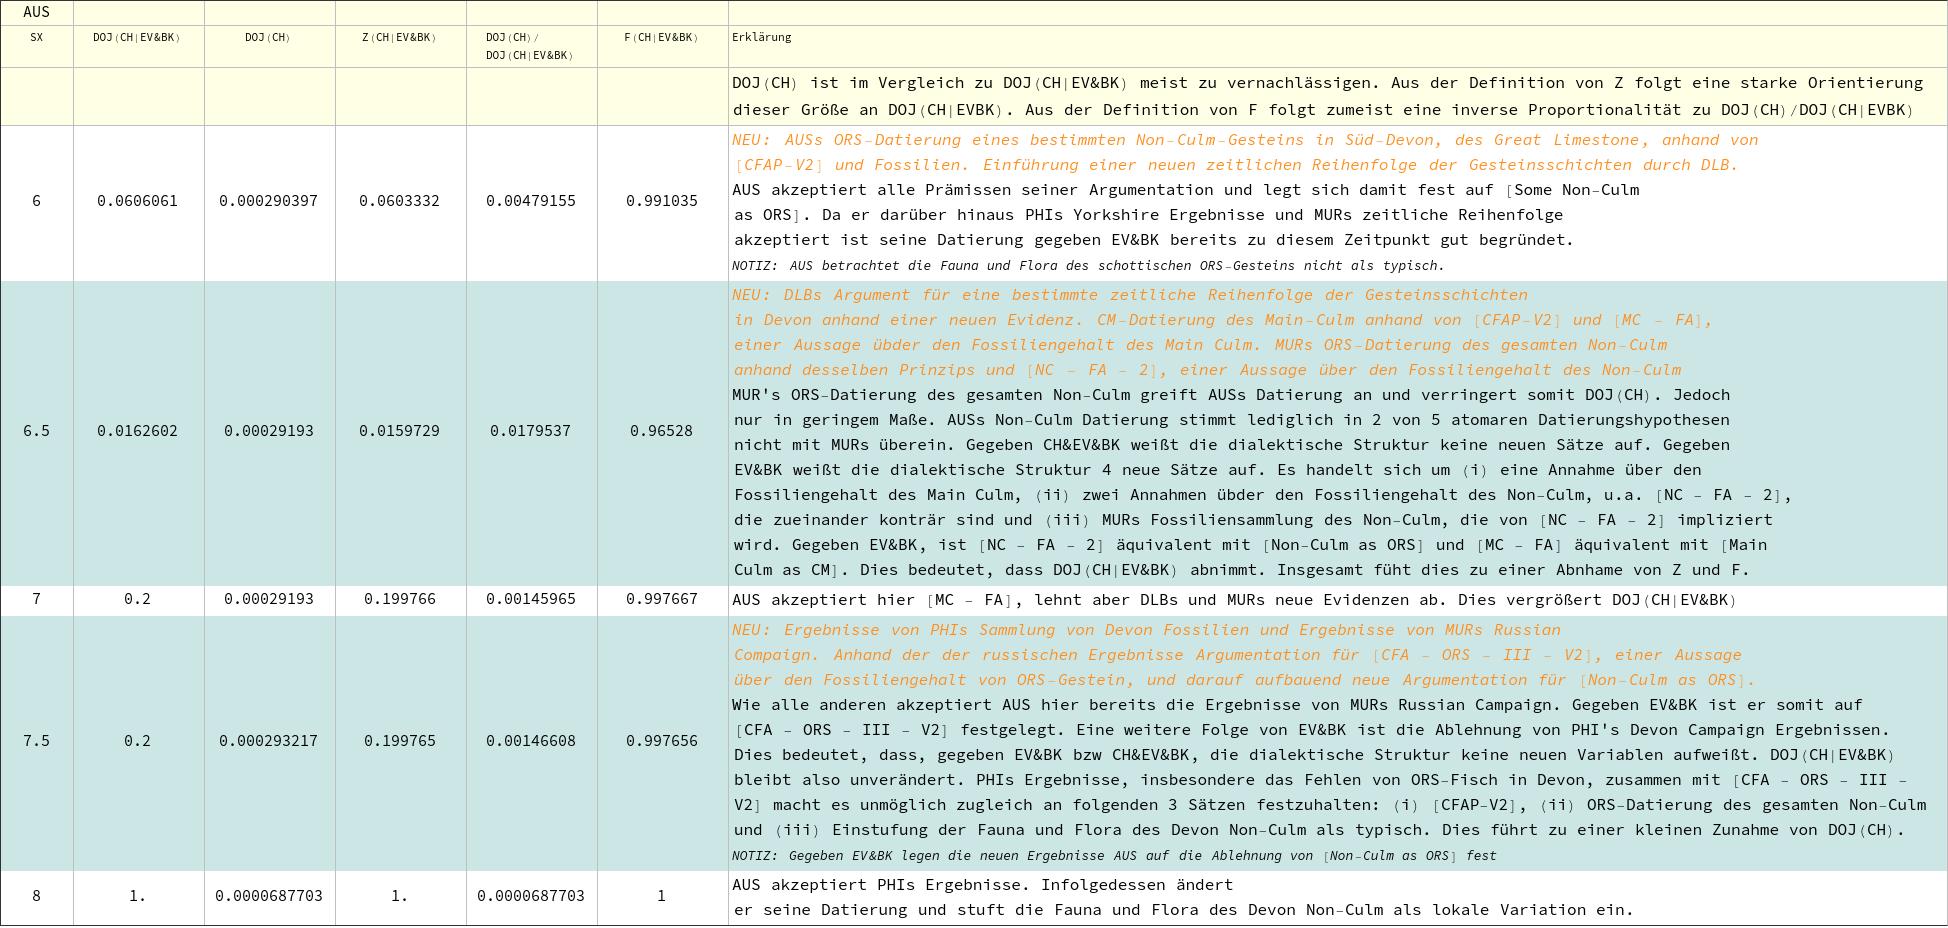 AUS
SX DOJ(CH|EV&BK) DOJ(CH) Z(CH|EV&BK) DOJ(CH)/ F(CH|EV&BK) Erklärung
DOJ(CH|EV&BK)
DOJ(CH) ist im Vergleich zu DOJ(CH|EV&BK) meist zu vernachlässigen. Aus der Definition von Z folgt eine starke Orientierung
dieser Größe an DOJ(CH|EVBK). Aus der Definition von F folgt zumeist eine inverse Proportionalität zu DOJ(CH)/DOJ(CH|EVBK)
NEU: AUSs ORS-Datierung eines bestimmten Non-Culm-Gesteins in Süd-Devon, des Great Limestone, anhand von
[CFAP-V2] und Fossilien. Einführung einer neuen zeitlichen Reihenfolge der Gesteinsschichten durch DLB.
AUS akzeptiert alle Prämissen seiner Argumentation und legt sich damit fest auf [Some Non-Culm
6 0.0606061 0.000290397 0.0603332 0.00479155 0.991035
as ORS]. Da er darüber hinaus PHIs Yorkshire Ergebnisse und MURs zeitliche Reihenfolge
akzeptiert ist seine Datierung gegeben EV&BK bereits zu diesem Zeitpunkt gut begründet.
NOTIZ: AUS betrachtet die Fauna und Flora des schottischen ORS-Gesteins nicht als typisch.
NEU: DLBs Argument für eine bestimmte zeitliche Reihenfolge der Gesteinsschichten
in Devon anhand einer neuen Evidenz. CM-Datierung des Main-Culm anhand von [CFAP-V2] und [MC - FA],
einer Aussage übder den Fossiliengehalt des Main Culm. MURs ORS-Datierung des gesamten Non-Culm
anhand desselben Prinzips und [NC - FA - 2], einer Aussage über den Fossiliengehalt des Non-Culm
MUR's ORS-Datierung des gesamten Non-Culm greift AUSs Datierung an und verringert somit DOJ(CH). Jedoch
nur in geringem Maße. AUSs Non-Culm Datierung stimmt lediglich in 2 von 5 atomaren Datierungshypothesen
6.5 0.0162602 0.00029193 0.0159729 0.0179537 0.96528
nicht mit MURs überein. Gegeben CH&EV&BK weißt die dialektische Struktur keine neuen Sätze auf. Gegeben
EV&BK weißt die dialektische Struktur 4 neue Sätze auf. Es handelt sich um (i) eine Annahme über den
Fossiliengehalt des Main Culm, (ii) zwei Annahmen übder den Fossiliengehalt des Non-Culm, u.a. [NC - FA - 2],
die zueinander konträr sind und (iii) MURs Fossiliensammlung des Non-Culm, die von [NC - FA - 2] impliziert
wird. Gegeben EV&BK, ist [NC - FA - 2] äquivalent mit [Non-Culm as ORS] und [MC - FA] äquivalent mit [Main
Culm as CM]. Dies bedeutet, dass DOJ(CH|EV&BK) abnimmt. Insgesamt füht dies zu einer Abnhame von Z und F.
7 0.2 0.00029193 0.199766 0.00145965 0.997667 AUS akzeptiert hier [MC - FA], lehnt aber DLBs und MURs neue Evidenzen ab. Dies vergrößert DOJ(CH|EV&BK)
NEU: Ergebnisse von PHIs Sammlung von Devon Fossilien und Ergebnisse von MURs Russian
Compaign. Anhand der der russischen Ergebnisse Argumentation für [CFA - ORS - III - V2], einer Aussage
über den Fossiliengehalt von ORS-Gestein, und darauf aufbauend neue Argumentation für [Non-Culm as ORS].
Wie alle anderen akzeptiert AUS hier bereits die Ergebnisse von MURs Russian Campaign. Gegeben EV&BK ist er somit auf
[CFA - ORS - III - V2] festgelegt. Eine weitere Folge von EV&BK ist die Ablehnung von PHI's Devon Campaign Ergebnissen.
7.5 0.2 0.000293217 0.199765 0.00146608 0.997656
Dies bedeutet, dass, gegeben EV&BK bzw CH&EV&BK, die dialektische Struktur keine neuen Variablen aufweißt. DOJ(CH|EV&BK)
bleibt also unverändert. PHIs Ergebnisse, insbesondere das Fehlen von ORS-Fisch in Devon, zusammen mit [CFA - ORS - III -
V2] macht es unmöglich zugleich an folgenden 3 Sätzen festzuhalten: (i) [CFAP-V2], (ii) ORS-Datierung des gesamten Non-Culm
und (iii) Einstufung der Fauna und Flora des Devon Non-Culm als typisch. Dies führt zu einer kleinen Zunahme von DOJ(CH).
NOTIZ: Gegeben EV&BK legen die neuen Ergebnisse AUS auf die Ablehnung von [Non-Culm as ORS] fest
AUS akzeptiert PHIs Ergebnisse. Infolgedessen ändert
8 1. 0.0000687703 1. 0.0000687703 1
er seine Datierung und stuft die Fauna und Flora des Devon Non-Culm als lokale Variation ein.